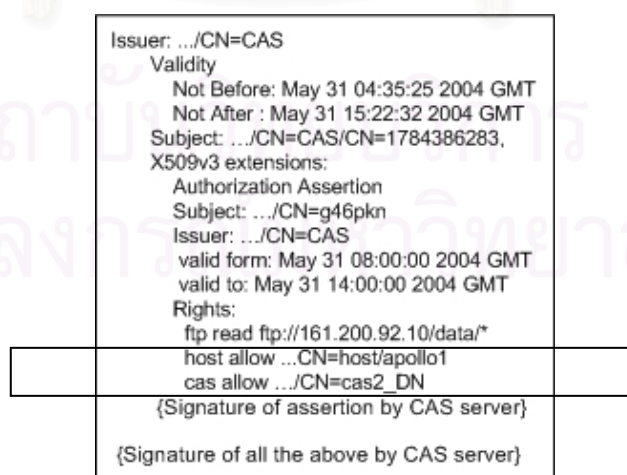 Issuer: .../CN=CAS
Validity
Not Before: May 31 04:35:25 2004 GMT
Not After : May 31 15:22:32 2004 GMT
Subject: .../CN=CAS/CN=1784386283,
X509v3 extensions:
Authorization Assertion
Subject: .../CN=g46pkn
Issuer: .../CN=CAS
valid form: May 31 08:00:00 2004 GMT
valid to: May 31 14:00:00 2004 GMT
Rights:
ftp read ftp://161.200.92.10/data/*
host allow ...CN=host/apollo1
cas allow .../CN=cas2_DN
{Signature of assertion by CAS server}
{Signature of all the above by CAS server}